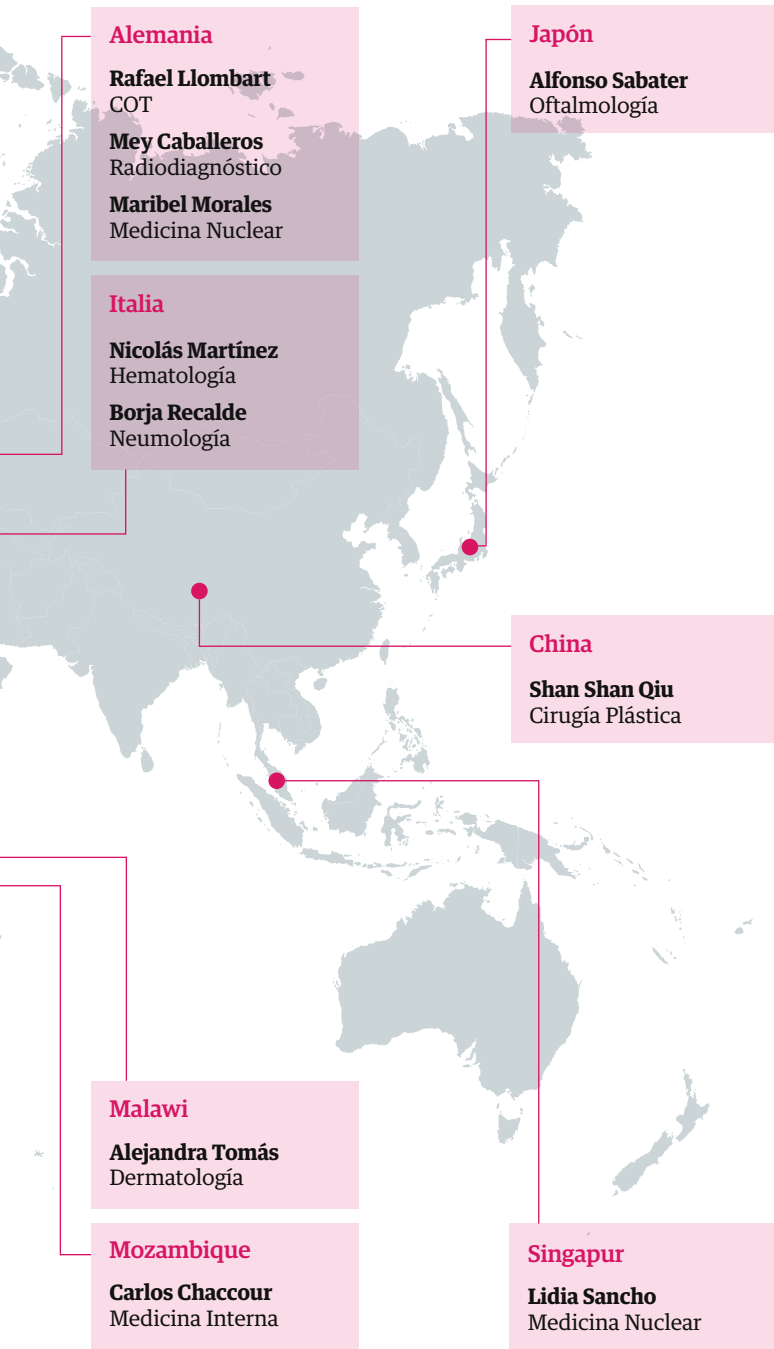 Alemania
Rafael Llombart
COT
Mey Caballeros
Radiodiagnóstico
Maribel Morales
Medicina Nuclear
Italia
Nicolás Martínez
Hematología
Borja Recalde
Neumología
Japón
Alfonso Sabater
Oftalmología
China
Shan Shan Qiu
Cirugía Plástica
Malawi
Alejandra Tomás
Dermatología
Mozambique
Carlos Chaccour
Medicina Interna
Singapur
Lidia Sancho
Medicina Nuclear